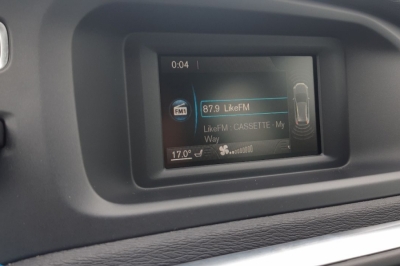 0:04
FM1
87.9 LikeFM
LikeFM : CASSETTE - My
Way
17.0°